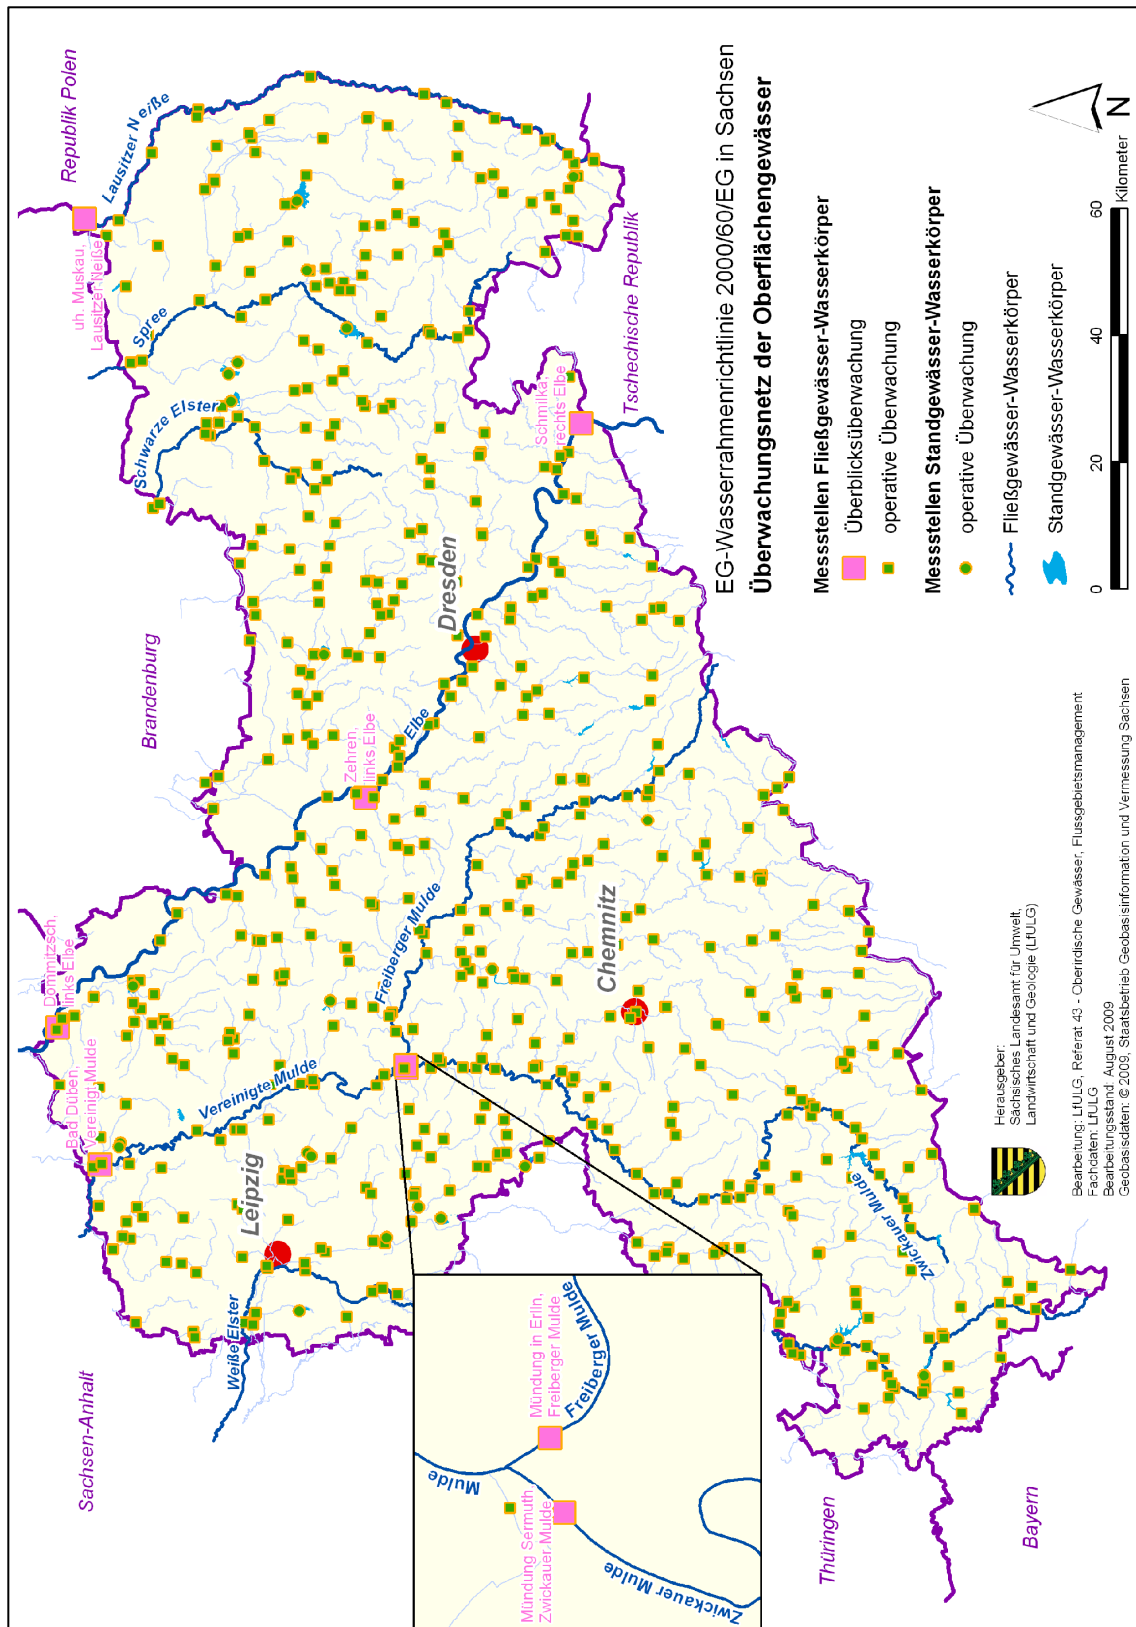 EG-Wasserrahmenrichtlinie 2000/60/EG in Sachsen
Überwachungsnetz der Oberflächengewässer
Messstellen Fließgewässer-Wasserkörper
Überblicksüberwachung
operative Überwachung
Messstellen Standgewässer-Wasserkörper
operative Überwachung
Fließgewässer-Wasserkörper
Standgewässer-Wasserkörper
0
20
40
60
Kilometer
N
Sachsen-Anhalt
Brandenburg
Republik Polen
Tschechische Republik
Thüringen
Bayern
Leipzig
Dresden
Chemnitz
Weiße Elster
Vereinigte Mulde
Freiberger Mulde
Zwickauer Mulde
Elbe
Schwarze Elster
Spree
Lausitzer Neiße
Bad Düben,
Vereinigt. Mulde
Dommitzsch,
links Elbe
Zehren,
links Elbe
Schmilka,
rechts Elbe
uh. Muskau,
Lausitzer Neiße
Mündung Sermuth,
Zwickauer Mulde
Mündung in Erlln,
Freiberger Mulde
Mulde
Freiberger Mulde
Zwickauer Mulde
Herausgeber:
Sächsisches Landesamt für Umwelt,
Landwirtschaft und Geologie (LfULG)
Bearbeitung: LfULG, Referat 43 - Oberirdische Gewässer, Flussgebietsmanagement
Fachdaten: LfULG
Bearbeitungsstand: August 2009
Geobasisdaten: © 2009, Staatsbetrieb Geobasisinformation und Vermessung Sachsen